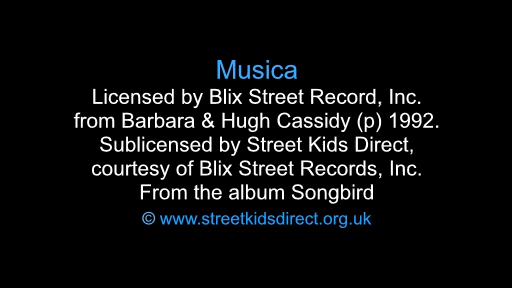 Musica
Licensed by Blix Street Record, Inc.
from Barbara & Hugh Cassidy (p) 1992.
Sublicensed by Street Kids Direct,
courtesy of Blix Street Records, Inc.
From the album Songbird
© www.streetkidsdirect.org.uk